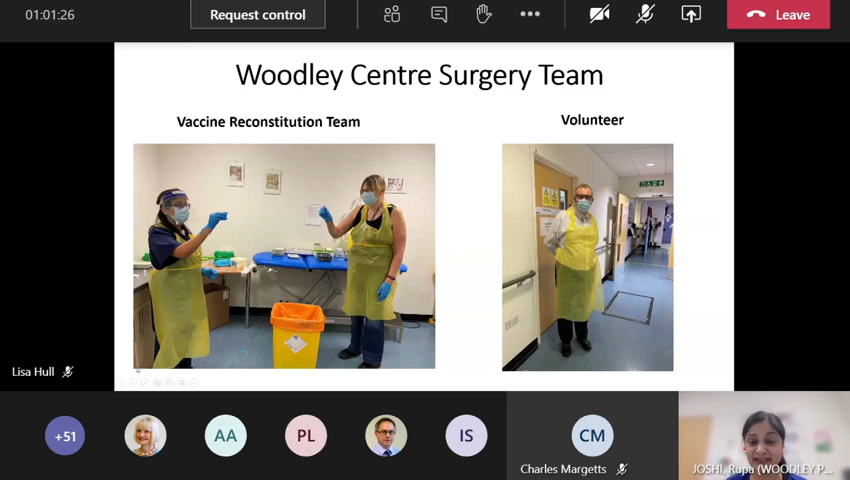 01:01:26
Request control
Leave
Woodley Centre Surgery Team
Vaccine Reconstitution Team
Volunteer
Lisa Hull
+51
AA
PL
IS
CM
Charles Margetts
JOSHI, Rupa (WOODLEY P...